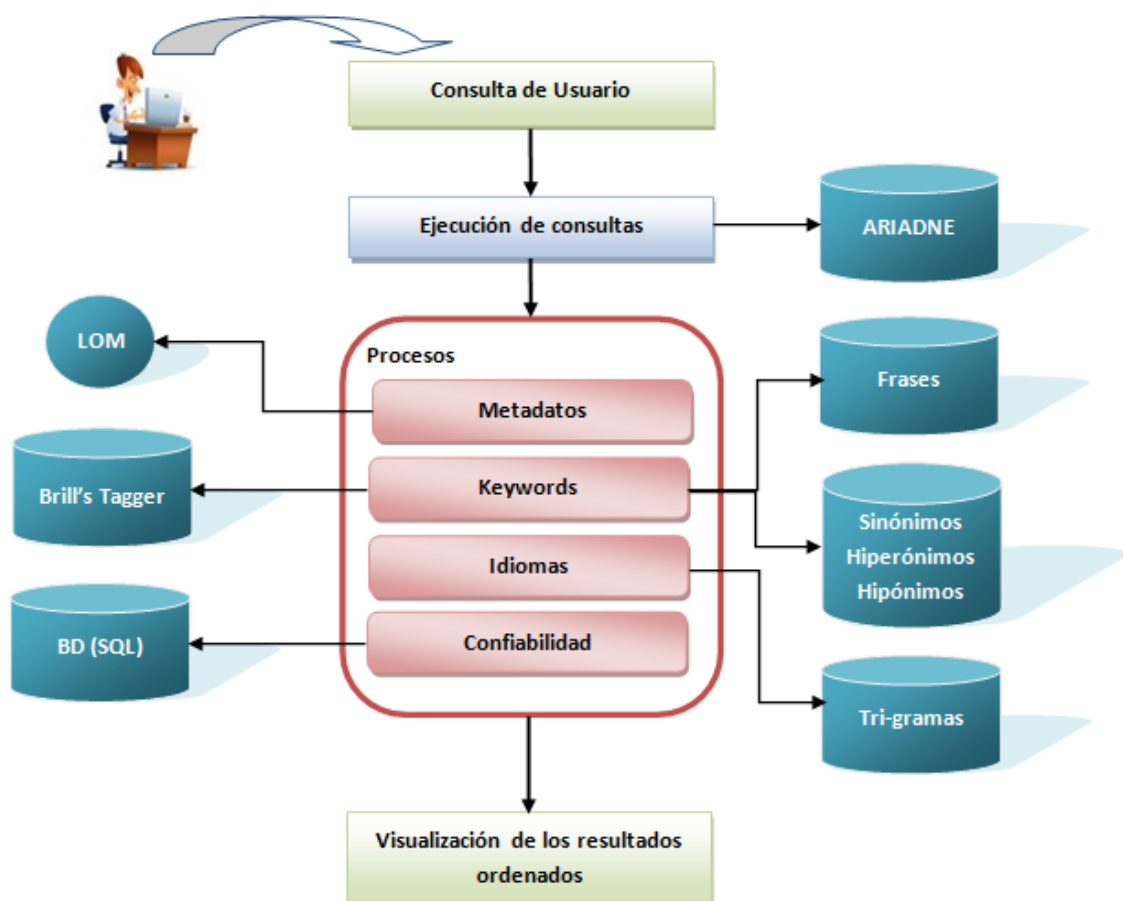 Consulta de Usuario
Ejecución de consultas
ARIADNE
LOM
Procesos
Metadatos
Frases
Brill's Tagger
Keywords
Sinónimos
Hiperónimos
Hipónimos
Idiomas
BD (SQL)
Confiabilidad
Tri-gramas
Visualización de los resultados
ordenados